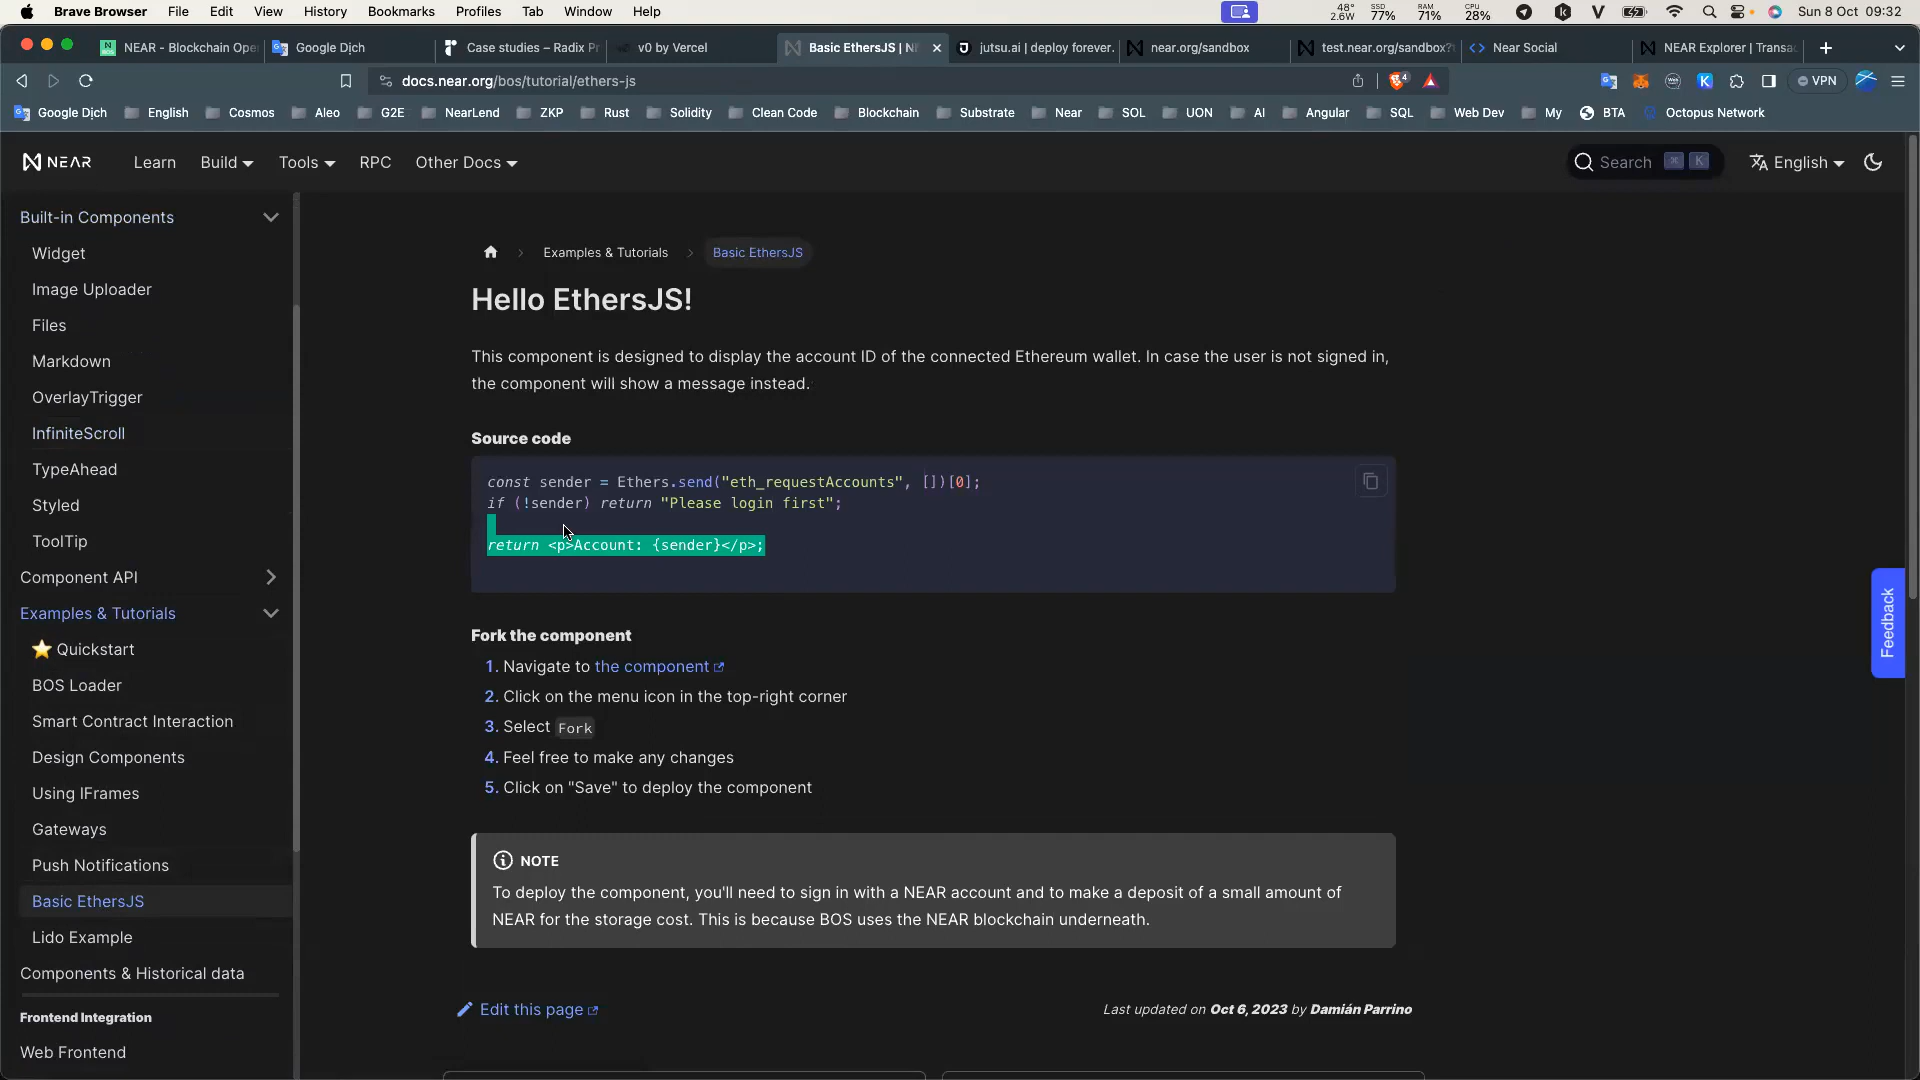 Brave Browser File Edit View History Bookmarks Profiles Tab Window Help 48° 2.6W SSD 77% RAM 71% CPU 28% Sun 8 Oct 09:32
NEAR - Blockchain Ope Google Dịch Case studies – Radix Pr v0 by Vercel Basic EthersJS | N jutsu.ai | deploy forever. near.org/sandbox test.near.org/sandbox? Near Social NEAR Explorer | Transa
docs.near.org/bos/tutorial/ethers-js 4 VPN
Google Dịch English Cosmos Aleo G2E NearLend ZKP Rust Solidity Clean Code Blockchain Substrate Near SOL UON AI Angular SQL Web Dev My BTA Octopus Network
NEAR Learn Build Tools RPC Other Docs Search ⌘ K English
Built-in Components
Widget
Image Uploader
Files
Markdown
OverlayTrigger
InfiniteScroll
TypeAhead
Styled
ToolTip
Component API
Examples & Tutorials
⭐ Quickstart
BOS Loader
Smart Contract Interaction
Design Components
Using IFrames
Gateways
Push Notifications
Basic EthersJS
Lido Example
Components & Historical data
Frontend Integration
Web Frontend
Examples & Tutorials Basic EthersJS
Hello EthersJS!
This component is designed to display the account ID of the connected Ethereum wallet. In case the user is not signed in,
the component will show a message instead.
Source code
const sender = Ethers.send("eth_requestAccounts", [])[0];
if (!sender) return "Please login first";
return <p>Account: {sender}</p>;
Fork the component
1. Navigate to the component
2. Click on the menu icon in the top-right corner
3. Select Fork
4. Feel free to make any changes
5. Click on "Save" to deploy the component
NOTE
To deploy the component, you'll need to sign in with a NEAR account and to make a deposit of a small amount of
NEAR for the storage cost. This is because BOS uses the NEAR blockchain underneath.
Edit this page Last updated on Oct 6, 2023 by Damián Parrino
Feedback